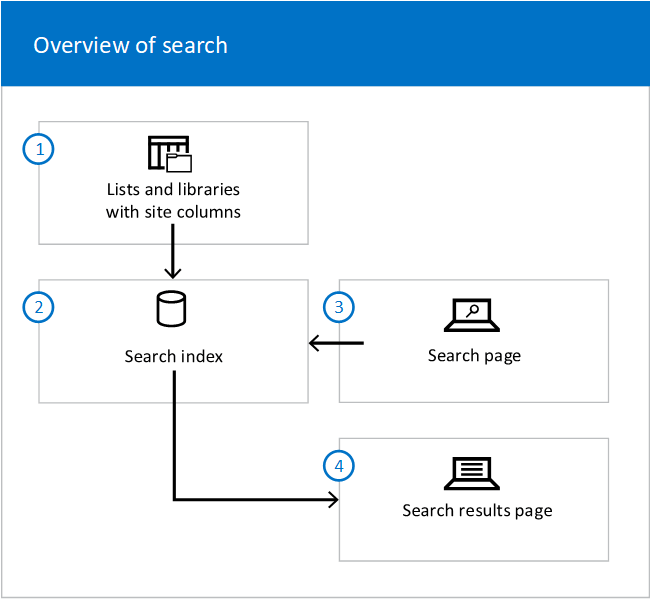 Overview of search
1
Lists and libraries
with site columns
2
Search index
3
Search page
4
Search results page